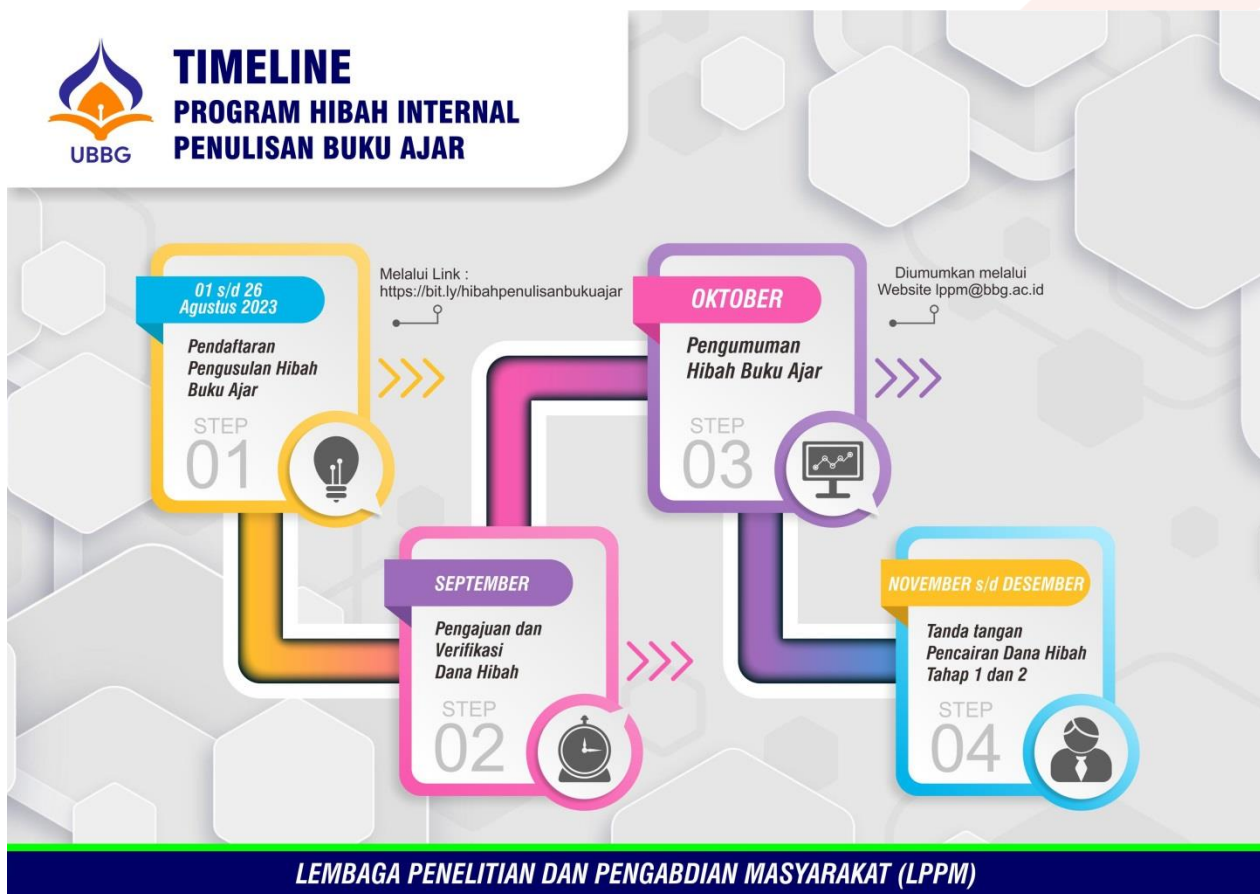 UBBG
TIMELINE
PROGRAM HIBAH INTERNAL
PENULISAN BUKU AJAR
01 s/d 26
Agustus 2023
Pendaftaran
Pengusulan Hibah
Buku Ajar
STEP
01
Melalui Link :
https://bit.ly/hibahpenulisanbukuajar
SEPTEMBER
Pengajuan dan
Verifikasi
Dana Hibah
STEP
02
OKTOBER
Pengumuman
Hibah Buku Ajar
STEP
03
Diumumkan melalui
Website lppm@bbg.ac.id
NOVEMBER s/d DESEMBER
Tanda tangan
Pencairan Dana Hibah
Tahap 1 dan 2
STEP
04
LEMBAGA PENELITIAN DAN PENGABDIAN MASYARAKAT (LPPM)